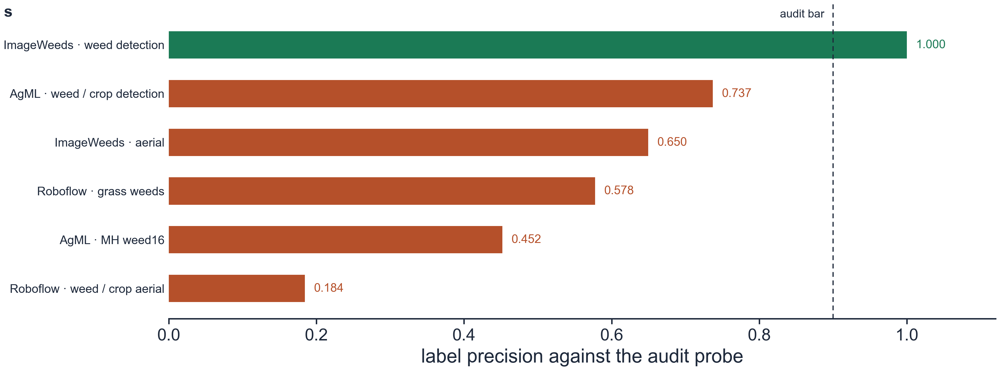 s
audit bar
ImageWeeds · weed detection 1.000
AgML · weed / crop detection 0.737
ImageWeeds · aerial 0.650
Roboflow · grass weeds 0.578
AgML · MH weed16 0.452
Roboflow · weed / crop aerial 0.184
0.0 0.2 0.4 0.6 0.8 1.0
label precision against the audit probe